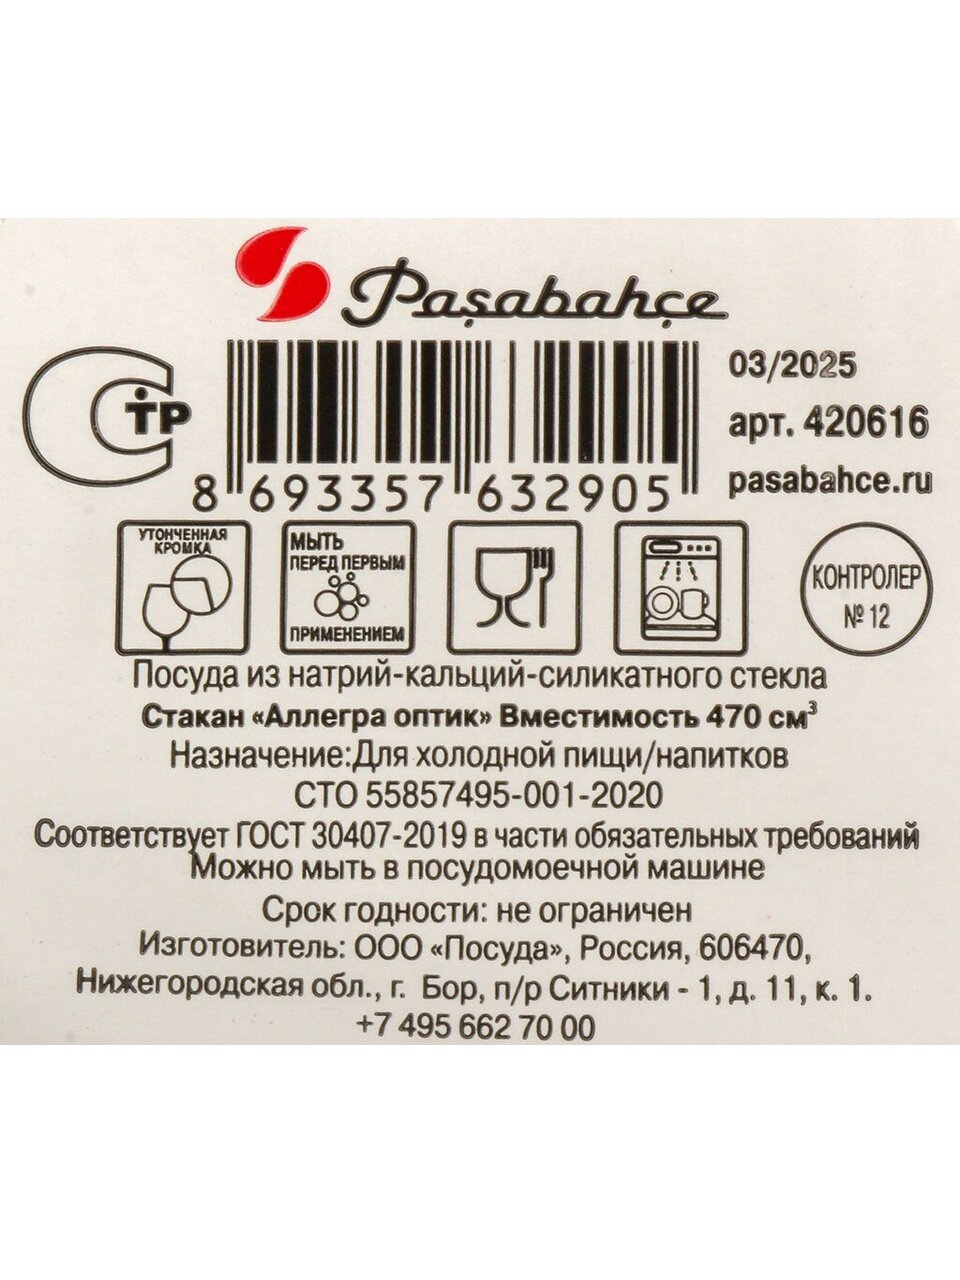 Paşabahçe
стр
03/2025
арт. 420616
pasabahce.ru
8 693357 632905
УТОНЧЕННАЯ
КРОМКА
МЫТЬ
ПЕРЕД ПЕРВЫМ
ПРИМЕНЕНИЕМ
КОНТРОЛЕР
№ 12
Посуда из натрий-кальций-силикатного стекла
Стакан «Аллегра оптик» Вместимость 470 см³
Назначение:Для холодной пищи/напитков
СТО 55857495-001-2020
Соответствует ГОСТ 30407-2019 в части обязательных требований
Можно мыть в посудомоечной машине
Срок годности: не ограничен
Изготовитель: ООО «Посуда», Россия, 606470,
Нижегородская обл., г. Бор, п/р Ситники - 1, д. 11, к. 1.
+7 495 662 70 00